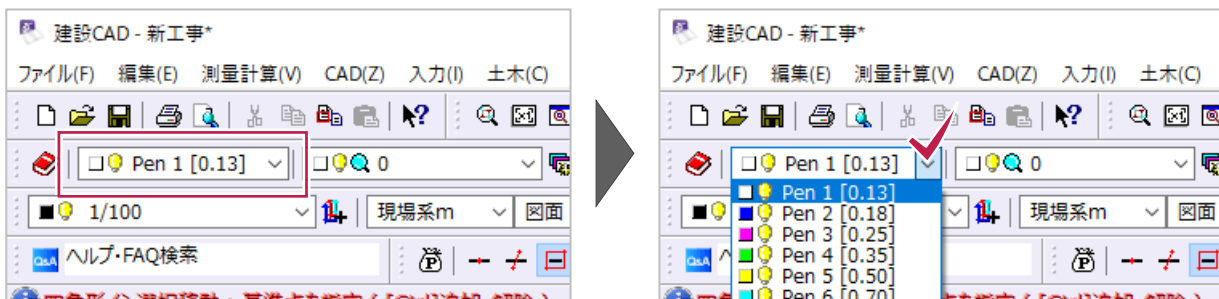 建設CAD - 新工事*
ファイル(F) 編集(E) 測量計算(V) CAD(Z) 入力(I) 土木(C)
Pen 1 [0.13] 0
1/100 現場系m 図面
Q&A ヘルプ・FAQ検索
建設CAD - 新工事*
ファイル(F) 編集(E) 測量計算(V) CAD(Z) 入力(I) 土木(C)
Pen 1 [0.13] 0
Pen 1 [0.13]
Pen 2 [0.18] 現場系m 図面
Pen 3 [0.25]
Q&A Pen 4 [0.35]
Pen 5 [0.50]
Pen 6 [0.70]